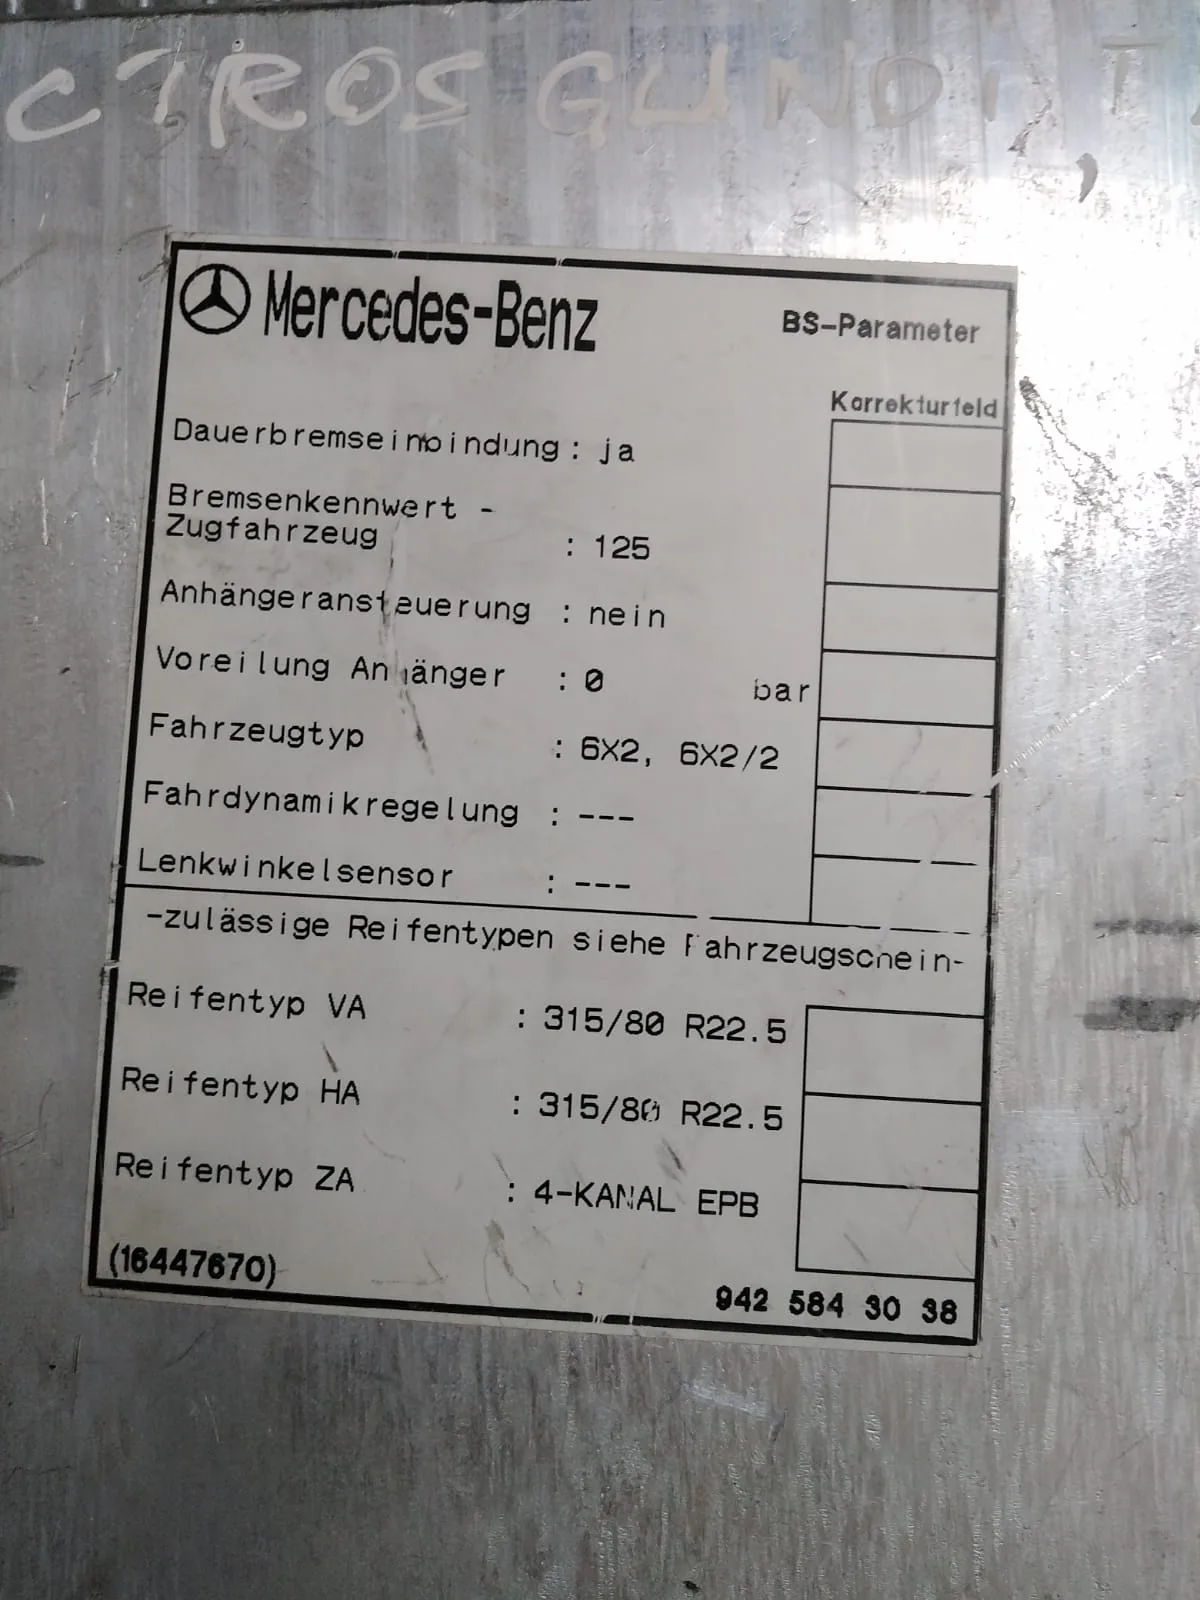 CTROS GUNDI
Mercedes-Benz
BS-Parameter
Korrekturfeld
Dauerbremseinbindung : ja
Bremsenkennwert -
Zugfahrzeug : 125
Anhängeransteuerung : nein
Voreilung Anhänger : 0 bar
Fahrzeugtyp : 6X2, 6X2/2
Fahrdynamikregelung : ---
Lenkwinkelsensor : ---
-zulässige Reifentypen siehe Fahrzeugschein-
Reifentyp VA : 315/80 R22.5
Reifentyp HA : 315/80 R22.5
Reifentyp ZA : 4-KANAL EPB
(16447670)
942 584 30 38